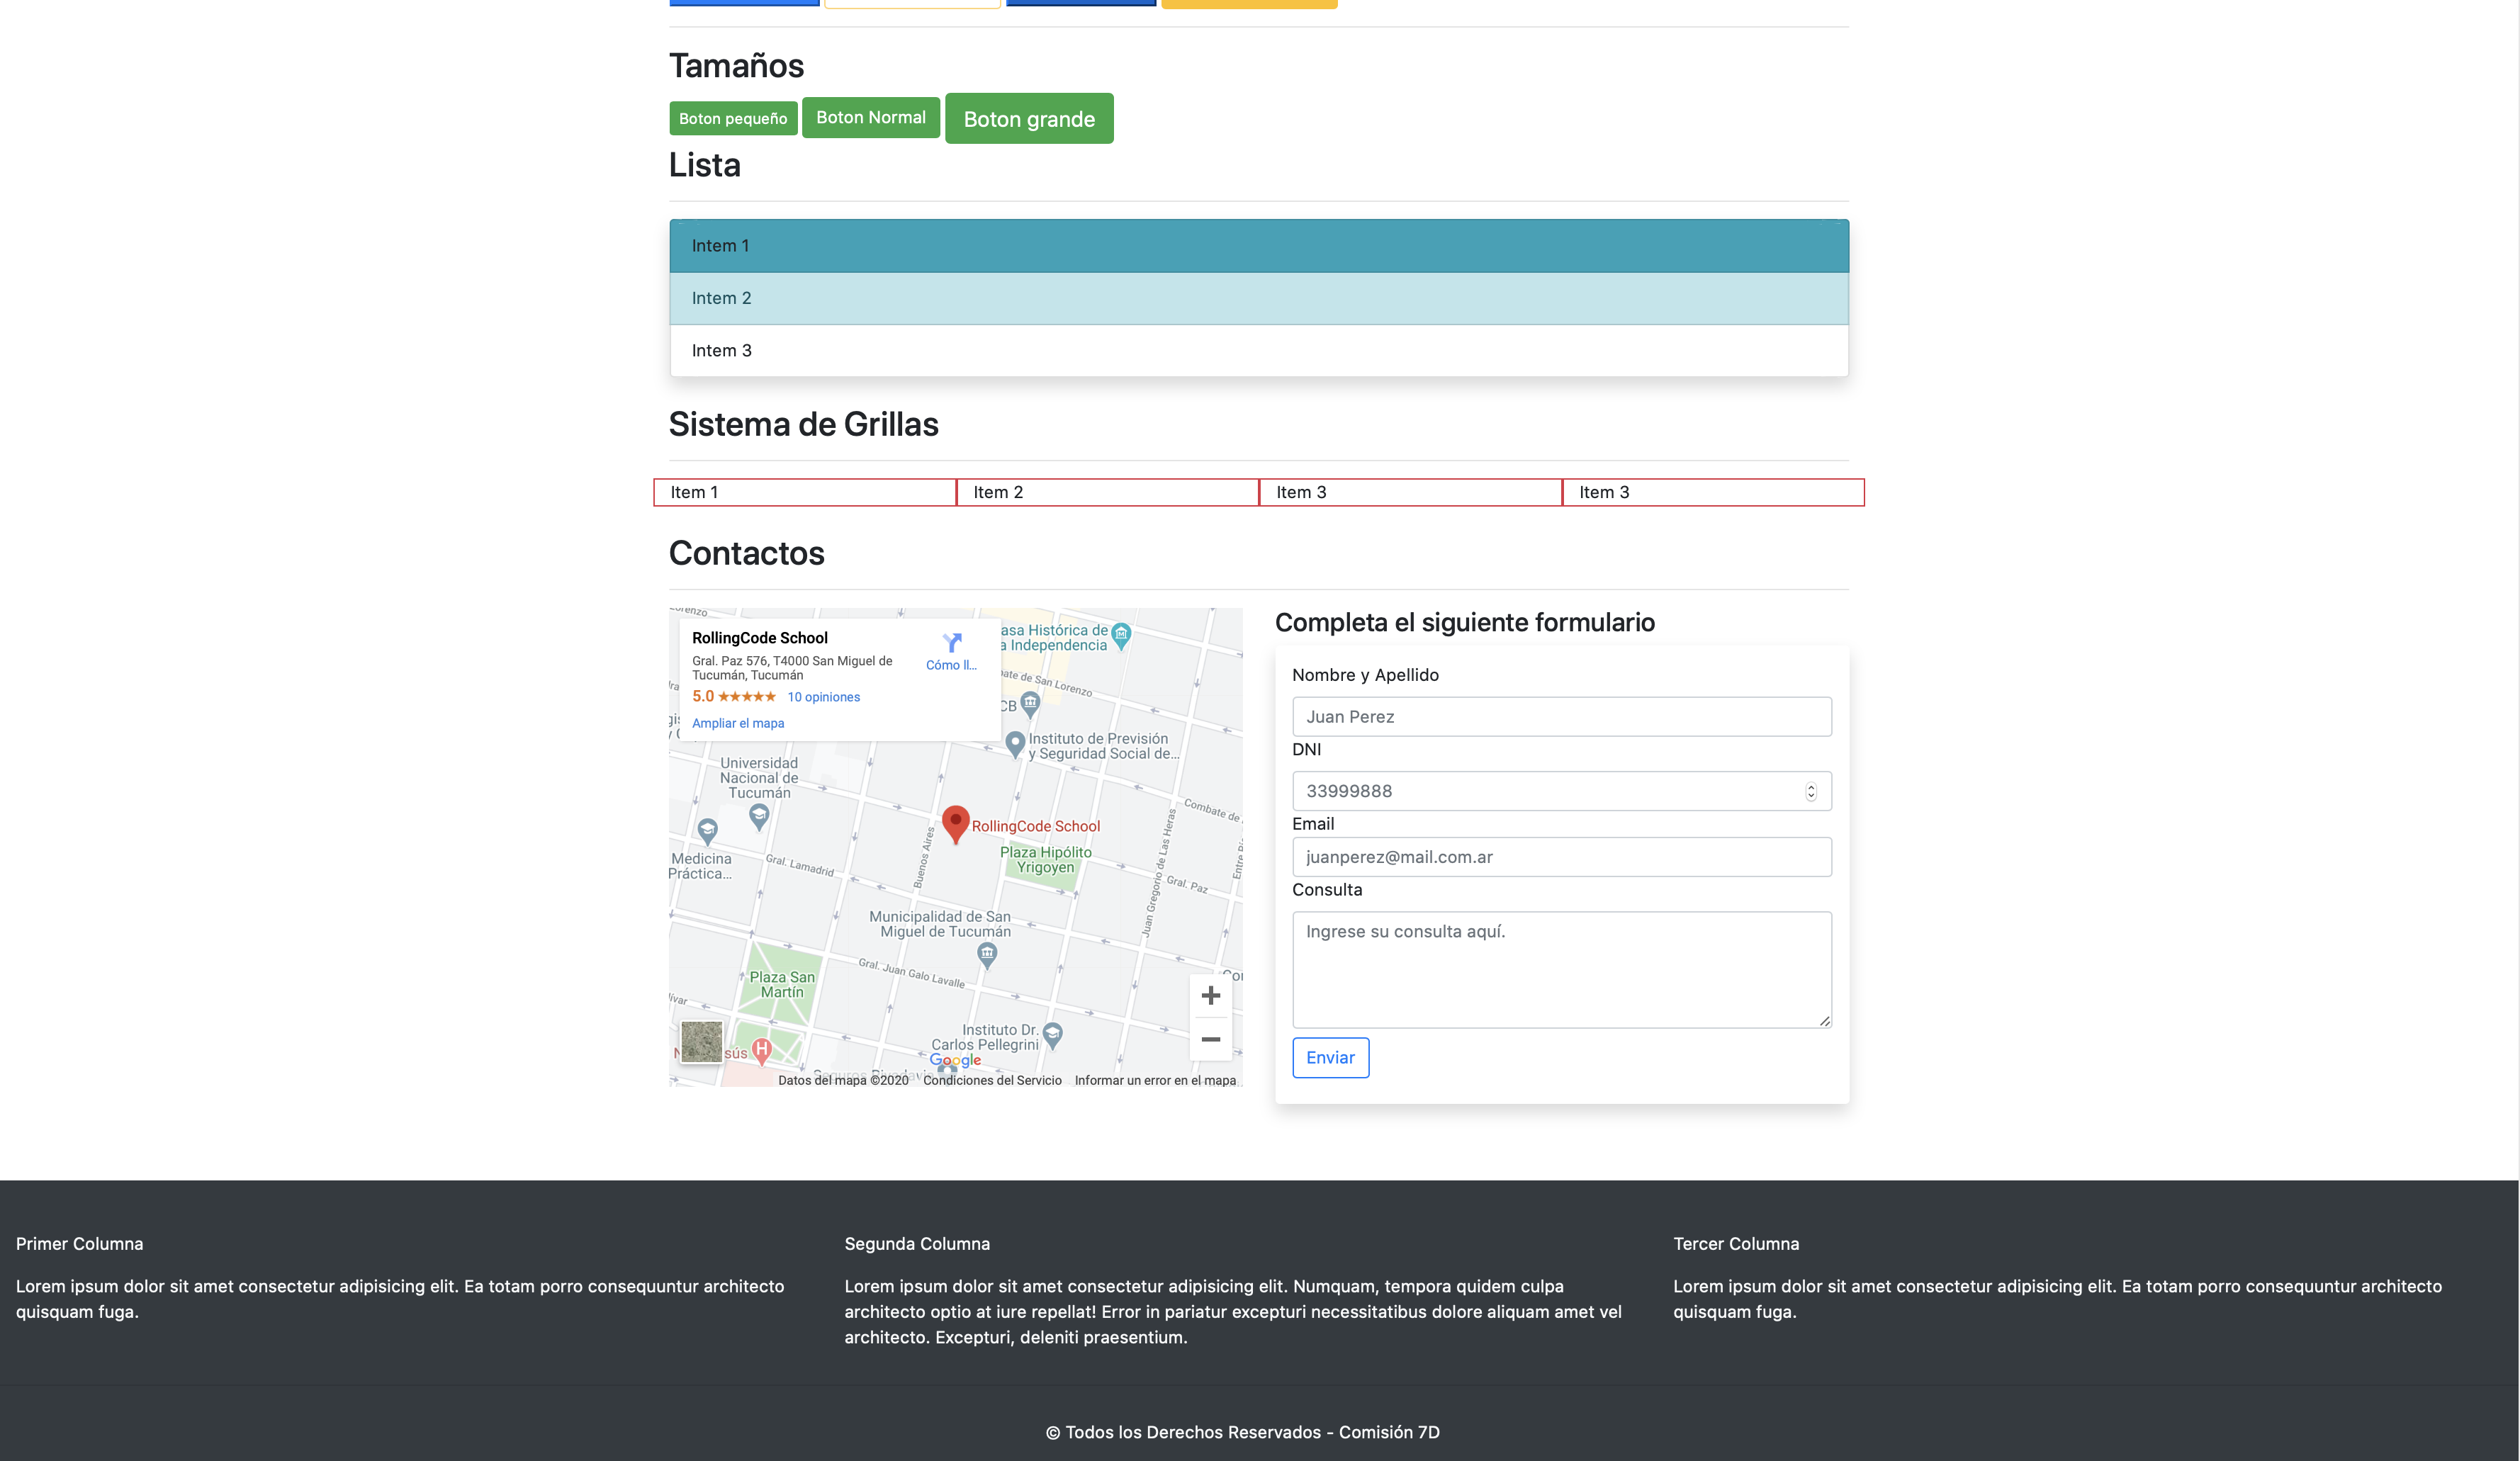 Tamaños
Boton pequeño
Boton Normal
Boton grande
Lista
Intem 1
Intem 2
Intem 3
Sistema de Grillas
Item 1
Item 2
Item 3
Item 3
Contactos
RollingCode School
Gral. Paz 576, T4000 San Miguel de
Tucumán, Tucumán
5.0 ★★★★★ 10 opiniones
Ampliar el mapa
Cómo ll...
asa Histórica de
a Independencia
bate de San Lorenzo
CB
Instituto de Previsión
y Seguridad Social de...
Universidad
Nacional de
Tucumán
Combate de
RollingCode School
Plaza Hipólito
Yrigoyen
Medicina
Práctica...
Gral. Lamadrid
Buenos Aires
Juan Gregorio de Las Heras
Gral. Paz
Municipalidad de San
Miguel de Tucumán
Gral. Juan Galo Lavalle
Plaza San
Martín
Instituto Dr.
Carlos Pellegrini
Google
Datos del mapa ©2020
Condiciones del Servicio
Informar un error en el mapa
Completa el siguiente formulario
Nombre y Apellido
Juan Perez
DNI
33999888
Email
juanperez@mail.com.ar
Consulta
Ingrese su consulta aquí.
Enviar
Primer Columna
Lorem ipsum dolor sit amet consectetur adipisicing elit. Ea totam porro consequuntur architecto
quisquam fuga.
Segunda Columna
Lorem ipsum dolor sit amet consectetur adipisicing elit. Numquam, tempora quidem culpa
architecto optio at iure repellat! Error in pariatur excepturi necessitatibus dolore aliquam amet vel
architecto. Excepturi, deleniti praesentium.
Tercer Columna
Lorem ipsum dolor sit amet consectetur adipisicing elit. Ea totam porro consequuntur architecto
quisquam fuga.
© Todos los Derechos Reservados - Comisión 7D